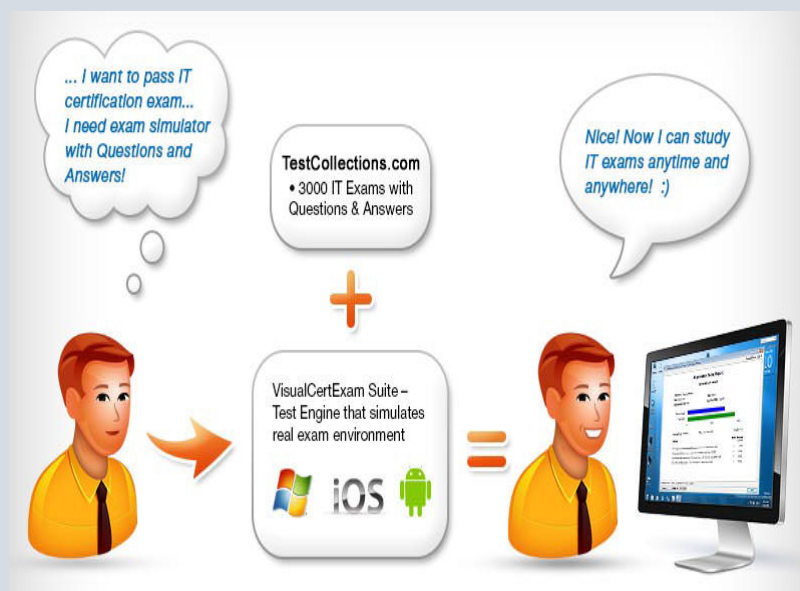 ... I want to pass IT
certification exam...
I need exam simulator
with Questions and
Answers!
TestCollections.com
• 3000 IT Exams with
Questions & Answers
VisualCertExam Suite –
Test Engine that simulates
real exam environment
iOS
Nice! Now I can study
IT exams anytime and
anywhere!  :)